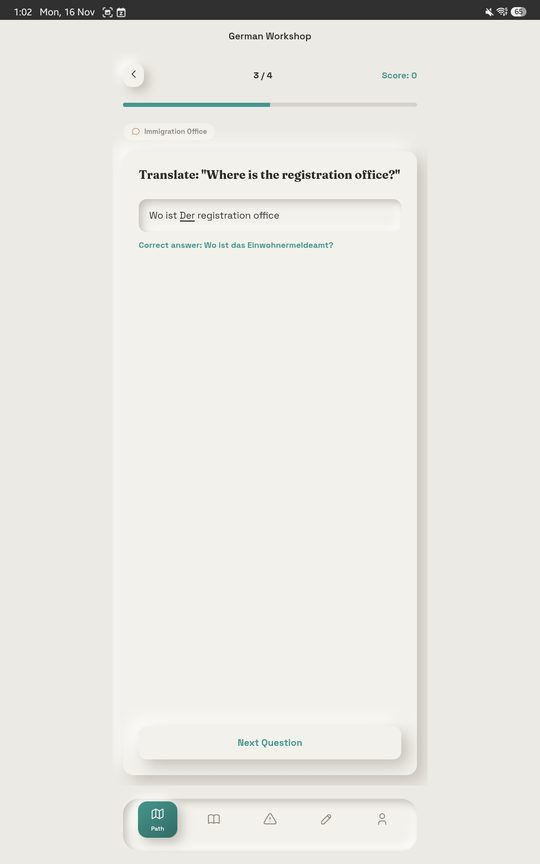 1:02 Mon, 16 Nov
65
German Workshop
3 / 4
Score: 0
Immigration Office
Translate: "Where is the registration office?"
Wo ist Der registration office
Correct answer: Wo ist das Einwohnermeldeamt?
Next Question
Path